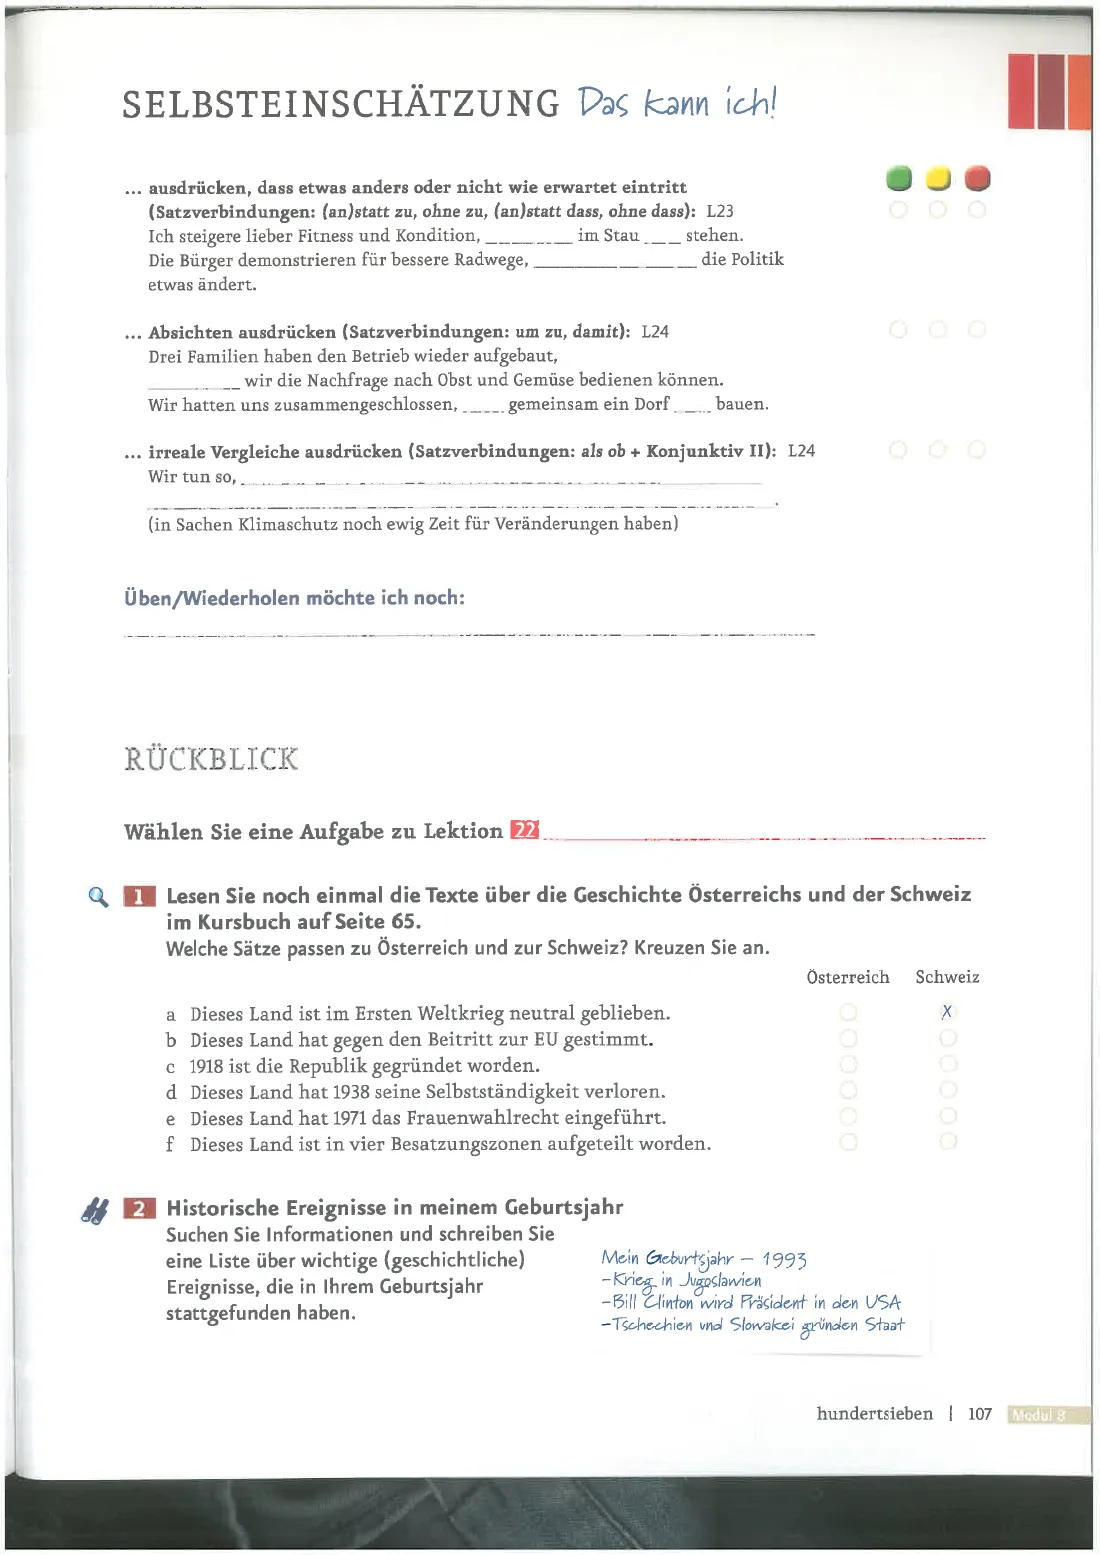 SELBSTEINSCHÄTZUNG Das kann ich!
... ausdrücken, dass etwas anders oder nicht wie erwartet eintritt
(Satzverbindungen: (an)statt zu, ohne zu, (an)statt dass, ohne dass): L23
Ich steigere lieber Fitness und Kondition, _________ im Stau ____ stehen.
Die Bürger demonstrieren für bessere Radwege, _________________ die Politik
etwas ändert.
... Absichten ausdrücken (Satzverbindungen: um zu, damit): L24
Drei Familien haben den Betrieb wieder aufgebaut,
__________ wir die Nachfrage nach Obst und Gemüse bedienen können.
Wir hatten uns zusammengeschlossen, _____ gemeinsam ein Dorf ____ bauen.
... irreale Vergleiche ausdrücken (Satzverbindungen: als ob + Konjunktiv II): L24
Wir tun so, ______________________________
______________________________.
(in Sachen Klimaschutz noch ewig Zeit für Veränderungen haben)
Üben/Wiederholen möchte ich noch:
RÜCKBLICK
Wählen Sie eine Aufgabe zu Lektion 22
1 Lesen Sie noch einmal die Texte über die Geschichte Österreichs und der Schweiz
im Kursbuch auf Seite 65.
Welche Sätze passen zu Österreich und zur Schweiz? Kreuzen Sie an.
Österreich Schweiz
a Dieses Land ist im Ersten Weltkrieg neutral geblieben. X
b Dieses Land hat gegen den Beitritt zur EU gestimmt.
c 1918 ist die Republik gegründet worden.
d Dieses Land hat 1938 seine Selbstständigkeit verloren.
e Dieses Land hat 1971 das Frauenwahlrecht eingeführt.
f Dieses Land ist in vier Besatzungszonen aufgeteilt worden.
2 Historische Ereignisse in meinem Geburtsjahr
Suchen Sie Informationen und schreiben Sie
eine Liste über wichtige (geschichtliche)
Ereignisse, die in Ihrem Geburtsjahr
stattgefunden haben.
Mein Geburtsjahr – 1993
– Krieg in Jugoslawien
– Bill Clinton wird Präsident in den USA
– Tschechien und Slowakei gründen Staat
hundertsieben | 107 Modul 8